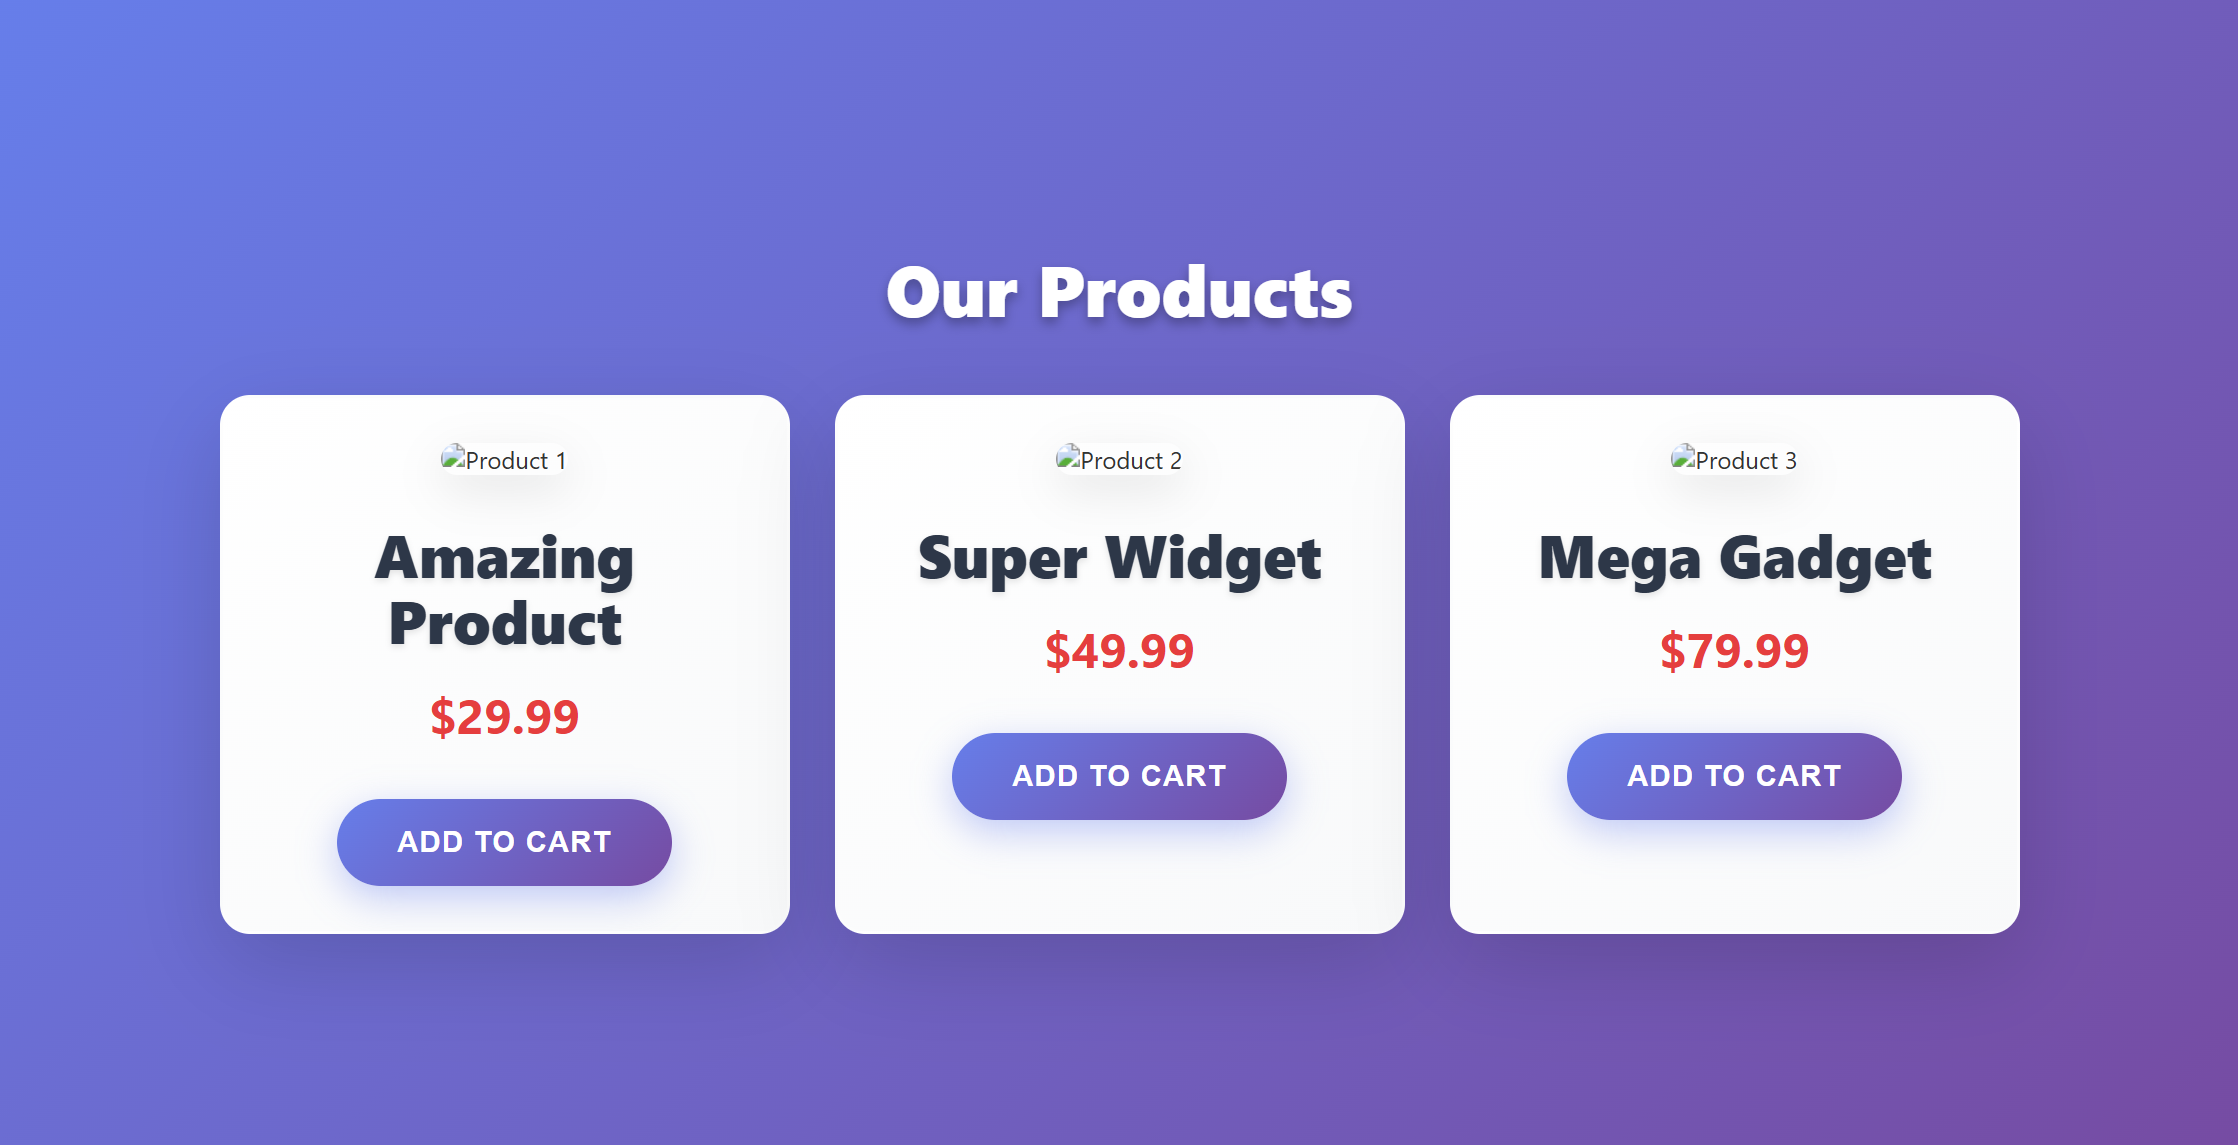 Our Products
Product 1
Amazing
Product
$29.99
ADD TO CART
Product 2
Super Widget
$49.99
ADD TO CART
Product 3
Mega Gadget
$79.99
ADD TO CART